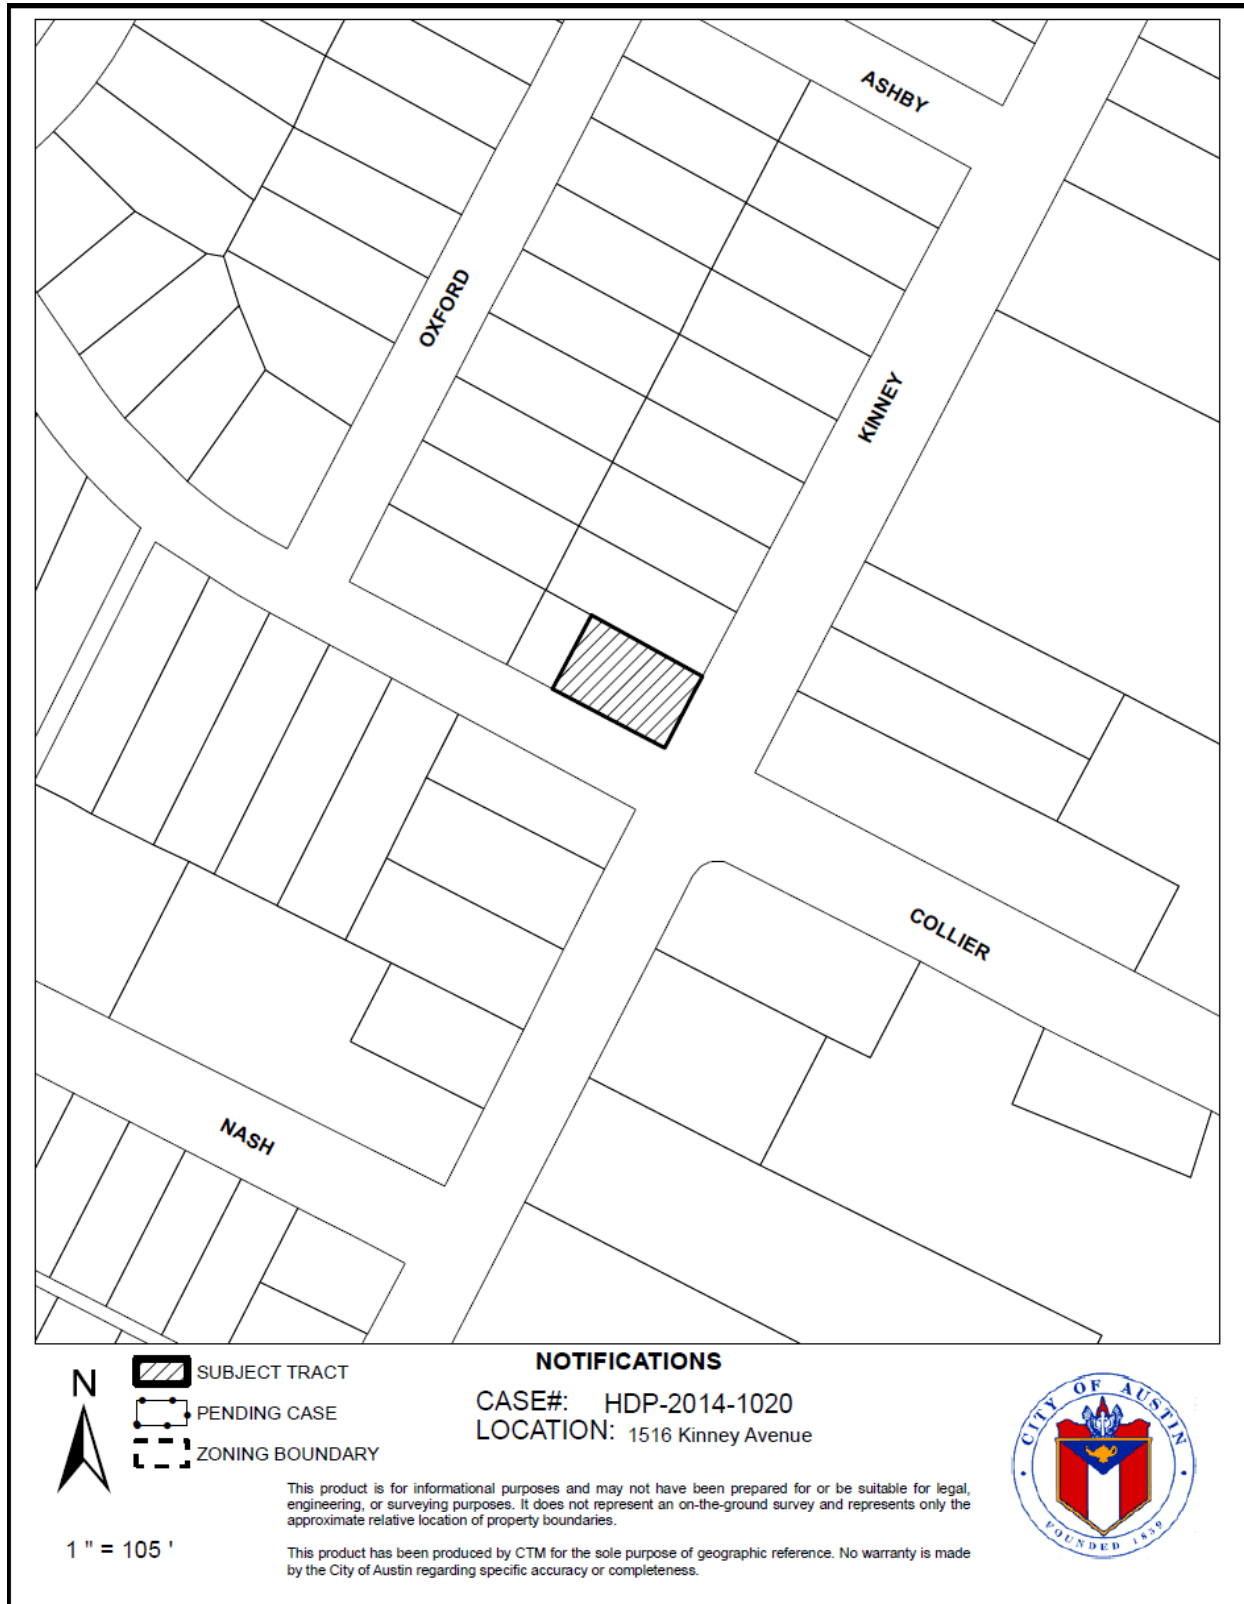 ASHBY
OXFORD
KINNEY
COLLIER
NASH
N
SUBJECT TRACT
PENDING CASE
ZONING BOUNDARY
1 " = 105 '
NOTIFICATIONS
CASE#: HDP-2014-1020
LOCATION: 1516 Kinney Avenue
This product is for informational purposes and may not have been prepared for or be suitable for legal,
engineering, or surveying purposes. It does not represent an on-the-ground survey and represents only the
approximate relative location of property boundaries.
This product has been produced by CTM for the sole purpose of geographic reference. No warranty is made
by the City of Austin regarding specific accuracy or completeness.
CITY OF AUSTIN
FOUNDED 1839